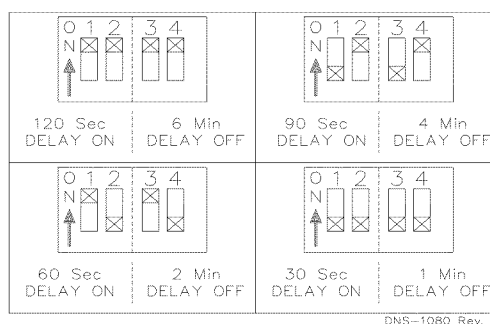 O 1 2 3 4
N
120 Sec
DELAY ON
6 Min
DELAY OFF
O 1 2 3 4
N
90 Sec
DELAY ON
4 Min
DELAY OFF
O 1 2 3 4
N
60 Sec
DELAY ON
2 Min
DELAY OFF
O 1 2 3 4
N
30 Sec
DELAY ON
1 Min
DELAY OFF
DNS-1080 Rev.